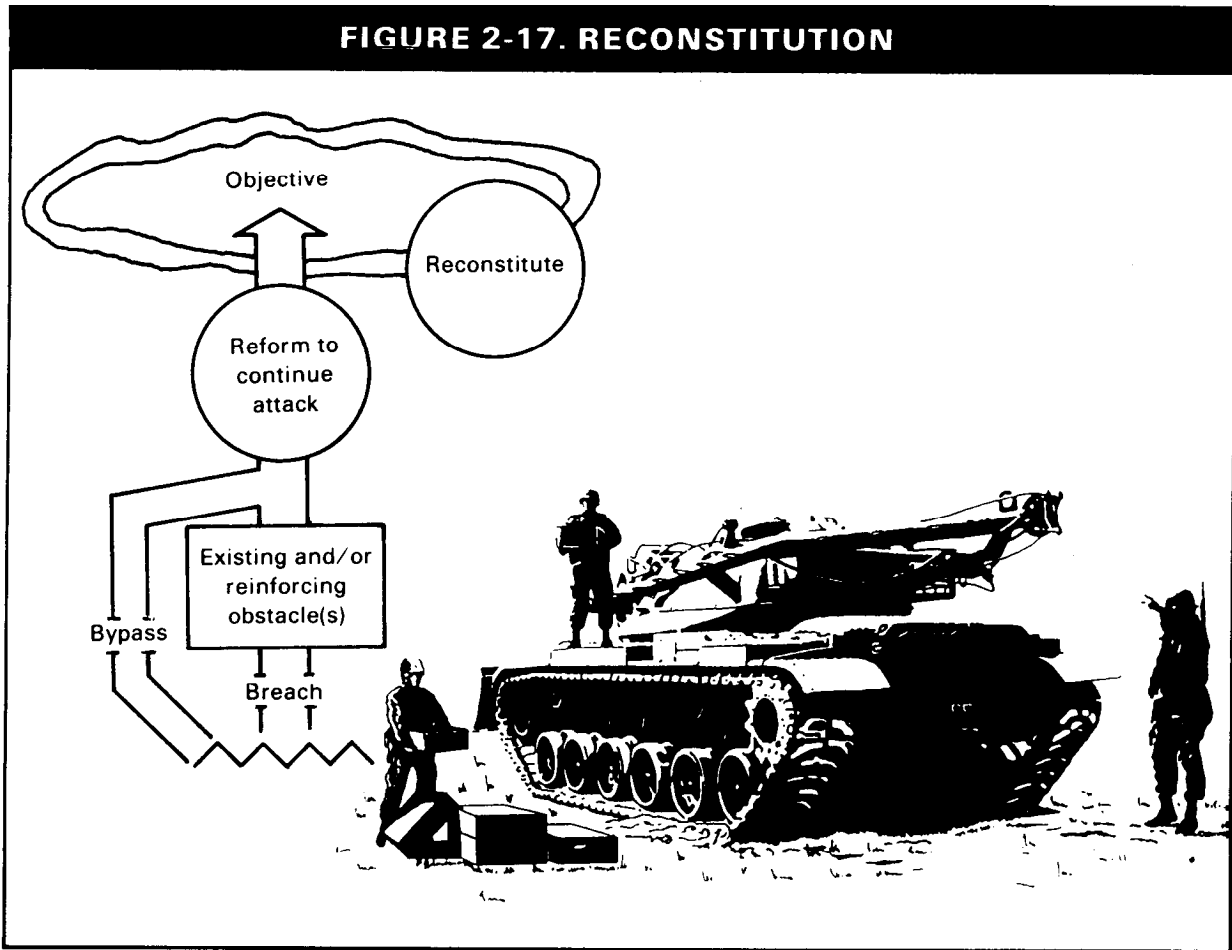 FIGURE 2-17. RECONSTITUTION
Objective
Reconstitute
Reform to
continue
attack
Existing and/or
reinforcing
obstacle(s)
Bypass
Breach